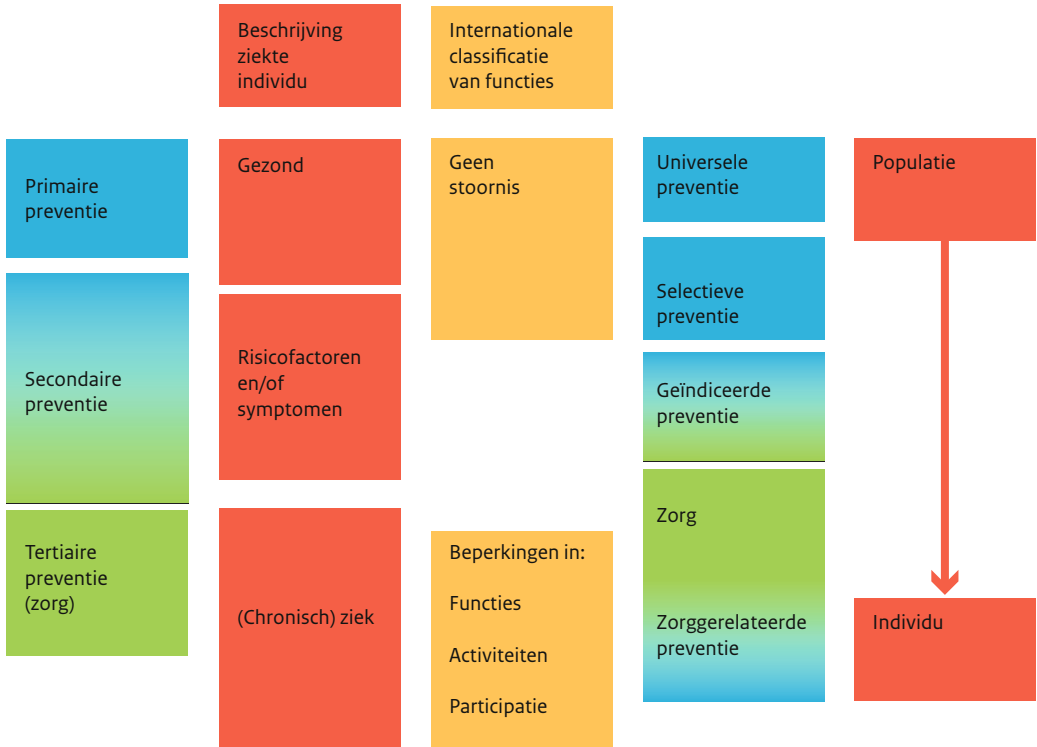 Beschrijving
ziekte
individu
Internationale
classificatie
van functies
Primaire
preventie
Gezond
Geen
stoornis
Universele
preventie
Populatie
Selectieve
preventie
Secondaire
preventie
Risicofactoren
en/of
symptomen
Geïndiceerde
preventie
Tertiaire
preventie
(zorg)
(Chronisch) ziek
Beperkingen in:
Functies
Activiteiten
Participatie
Zorg
Zorggerelateerde
preventie
Individu